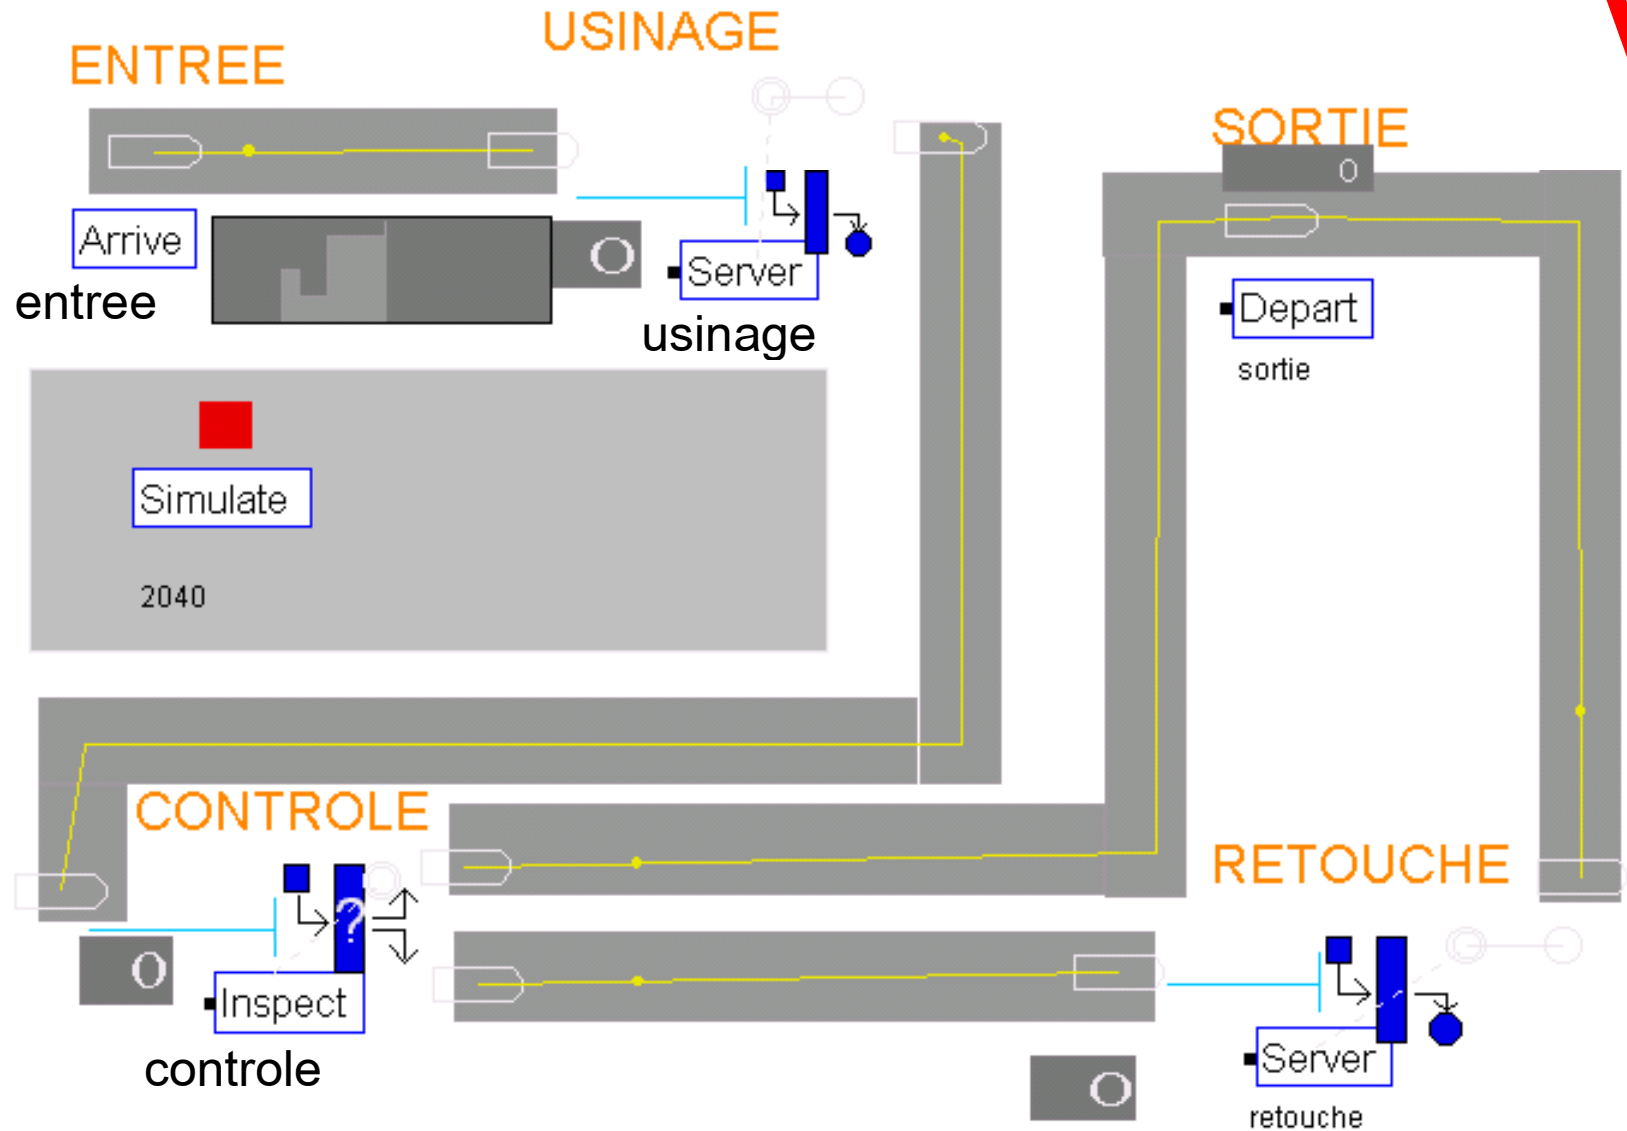 USINAGE
ENTREE
SORTIE
0
Arrive
0
Server
entree
usinage
Depart
sortie
Simulate
2040
CONTROLE
RETOUCHE
?
0
Inspect
controle
Server
0
retouche